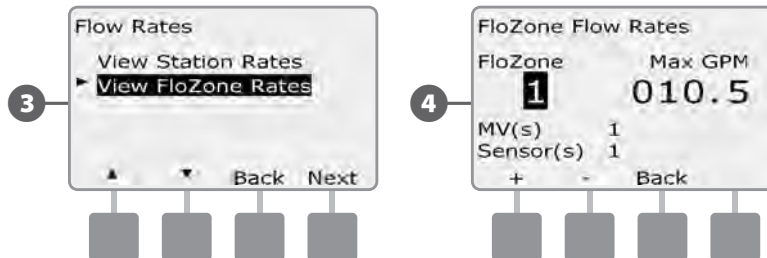 3
Flow Rates
View Station Rates
► View FloZone Rates
▲ ▼ Back Next
4
FloZone Flow Rates
FloZone Max GPM
1 010.5
MV(s) 1
Sensor(s) 1
+ - Back